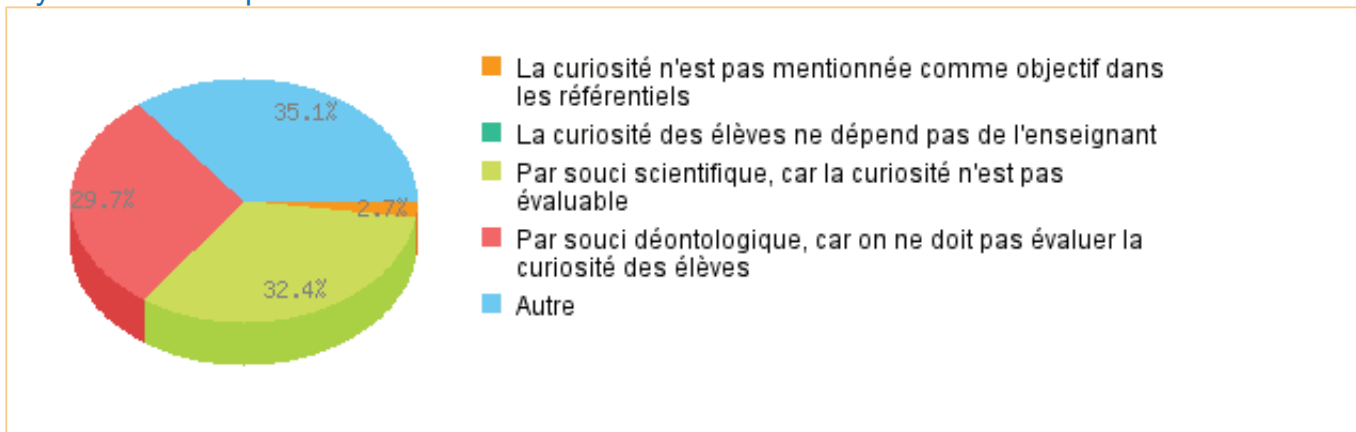 35.1%
29.7%
2.7%
32.4%
La curiosité n'est pas mentionnée comme objectif dans
les référentiels
La curiosité des élèves ne dépend pas de l'enseignant
Par souci scientifique, car la curiosité n'est pas
évaluable
Par souci déontologique, car on ne doit pas évaluer la
curiosité des élèves
Autre